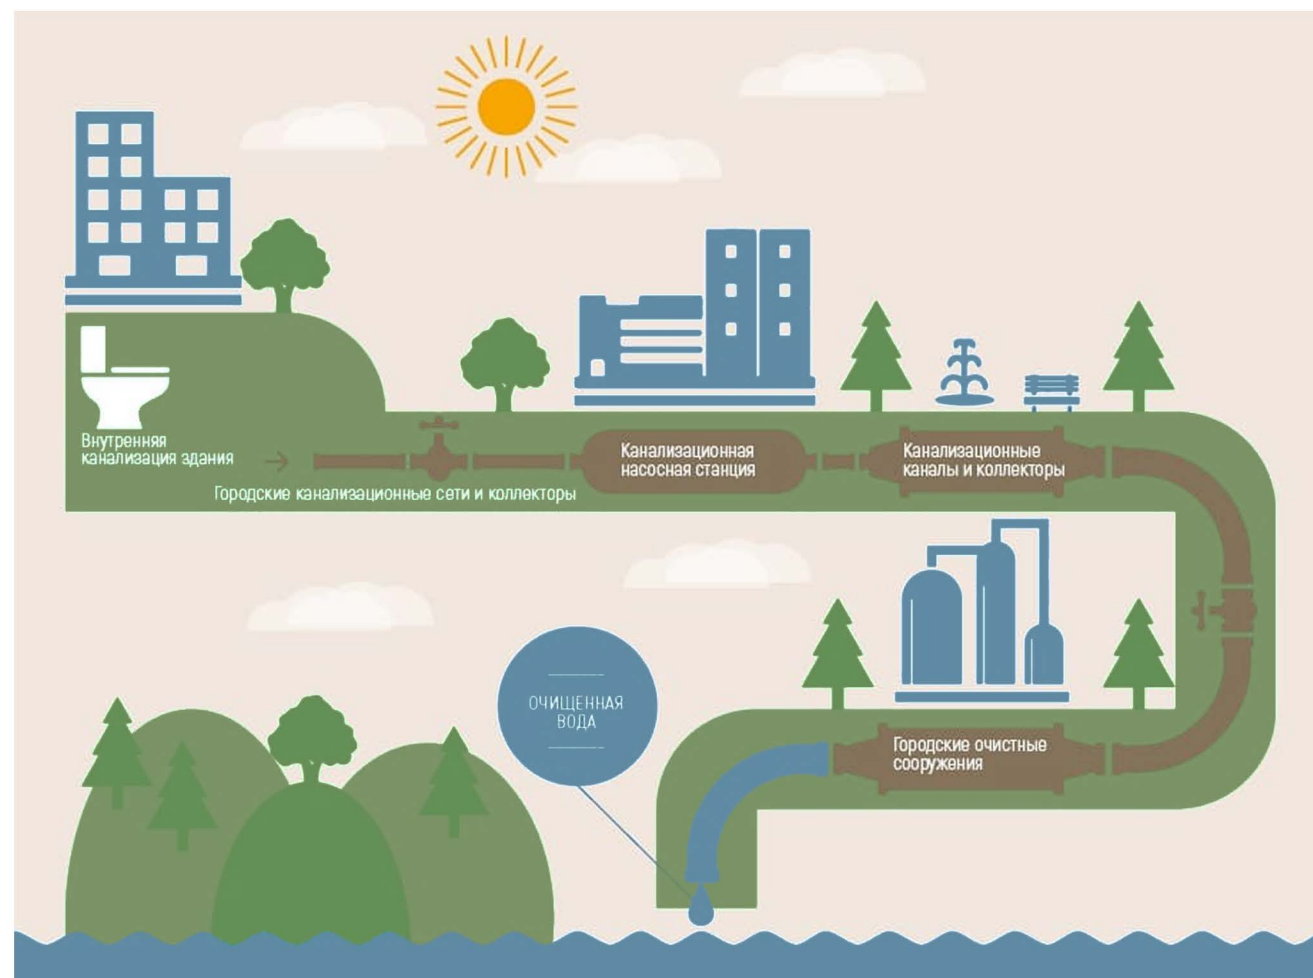 Внутренняя
канализация здания
Городские канализационные сети и коллекторы
Канализационная
насосная станция
Канализационные
каналы и коллекторы
Городские очистные
сооружения
ОЧИЩЕННАЯ
ВОДА